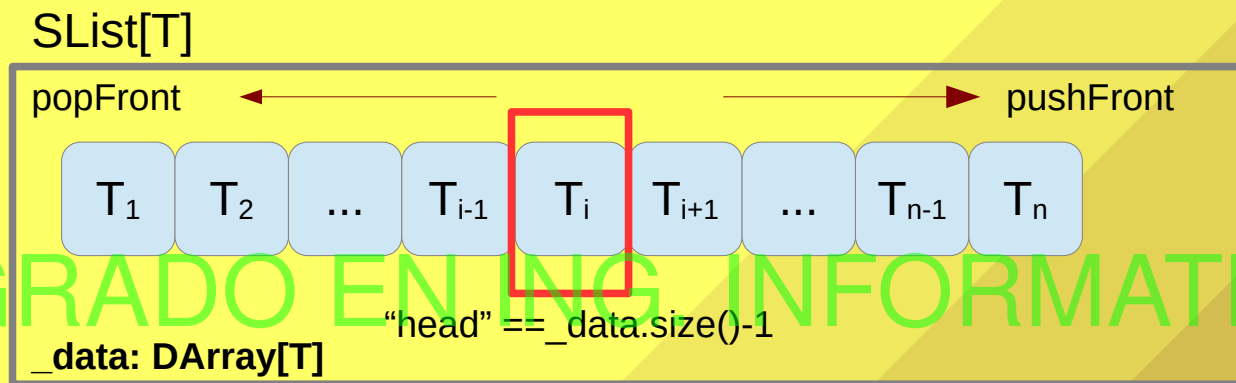 SList[T]
popFront pushFront
T1 T2 ... Ti-1 Ti Ti+1 ... Tn-1 Tn
GRADO EN ING. INFORMATI
“head” ==_data.size()-1
_data: DArray[T]